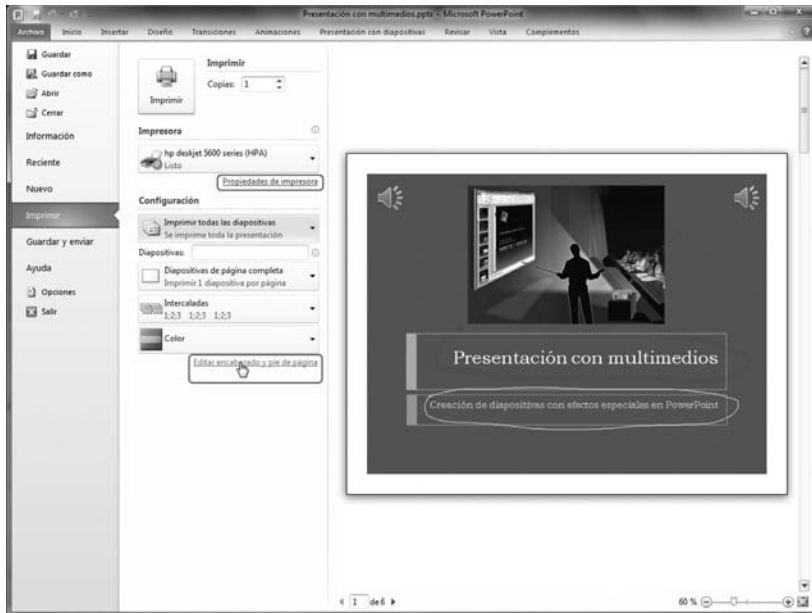 Presentación con multimedios.pptx - Microsoft PowerPoint
Archivo Inicio Insertar Diseño Transiciones Animaciones Presentación con diapositivas Revisar Vista Complementos
Guardar
Guardar como
Abrir
Cerrar
Información
Reciente
Nuevo
Imprimir
Guardar y enviar
Ayuda
Opciones
Salir
Imprimir
Copias: 1
Imprimir
Impresora
hp deskjet 5600 series (HPA)
Listo
Propiedades de impresora
Configuración
Imprimir todas las diapositivas
Se imprime toda la presentación
Diapositivas:
Diapositivas de página completa
Imprimir 1 diapositiva por página
Intercaladas
1;2;3 1;2;3 1;2;3
Color
Editar encabezado y pie de página
Presentación con multimedios
Creación de diapositivas con efectos especiales en PowerPoint
1 de 6
60 %